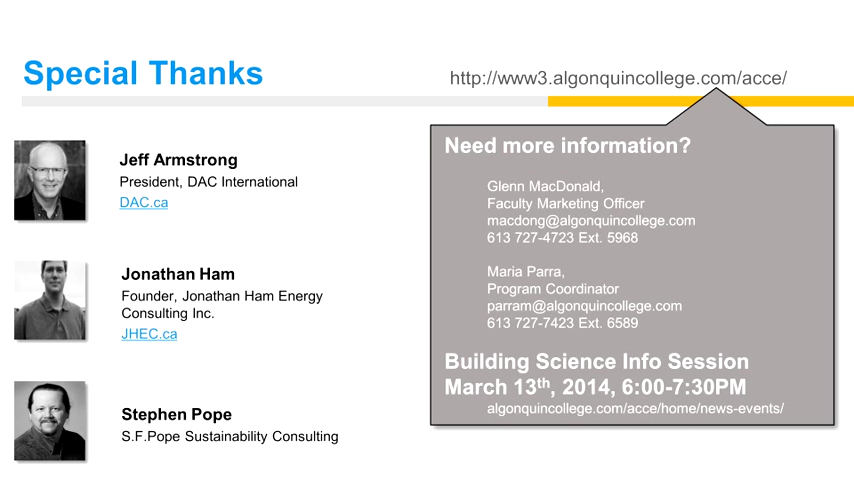 Special Thanks
http://www3.algonquincollege.com/acce/
Jeff Armstrong
President, DAC International
DAC.ca
Jonathan Ham
Founder, Jonathan Ham Energy
Consulting Inc.
JHEC.ca
Stephen Pope
S.F.Pope Sustainability Consulting
Need more information?
Glenn MacDonald,
Faculty Marketing Officer
macdong@algonquincollege.com
613 727-4723 Ext. 5968
Maria Parra,
Program Coordinator
parram@algonquincollege.com
613 727-7423 Ext. 6589
Building Science Info Session
March 13th, 2014, 6:00-7:30PM
algonquincollege.com/acce/home/news-events/